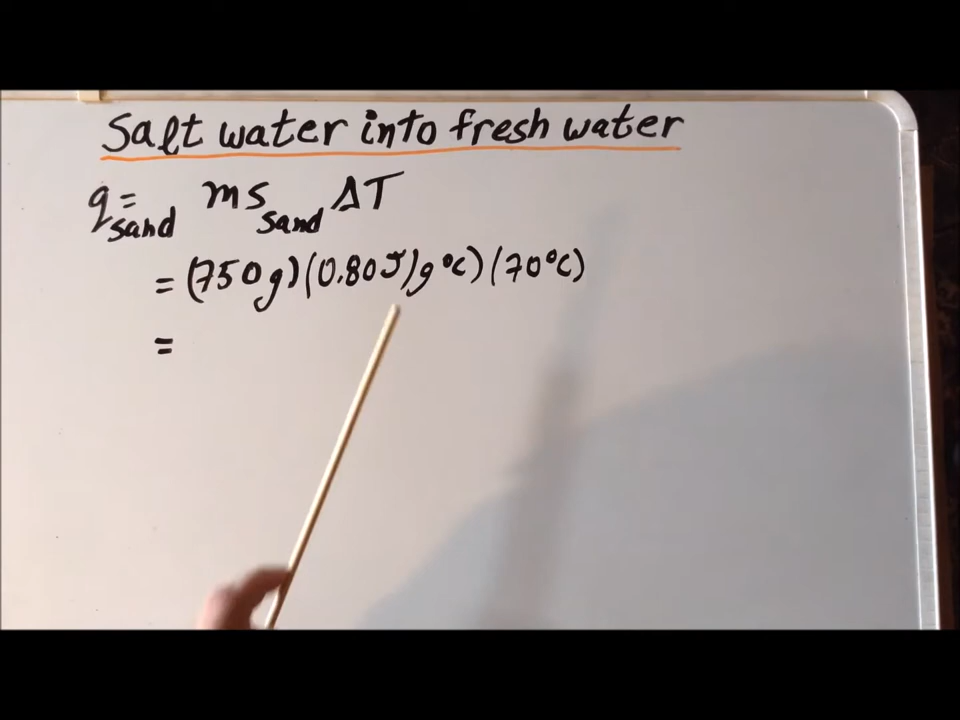 Salt water into fresh water
q sand = m s sand ΔT
= (750g)(0.80J/g°C)(70°C)
=